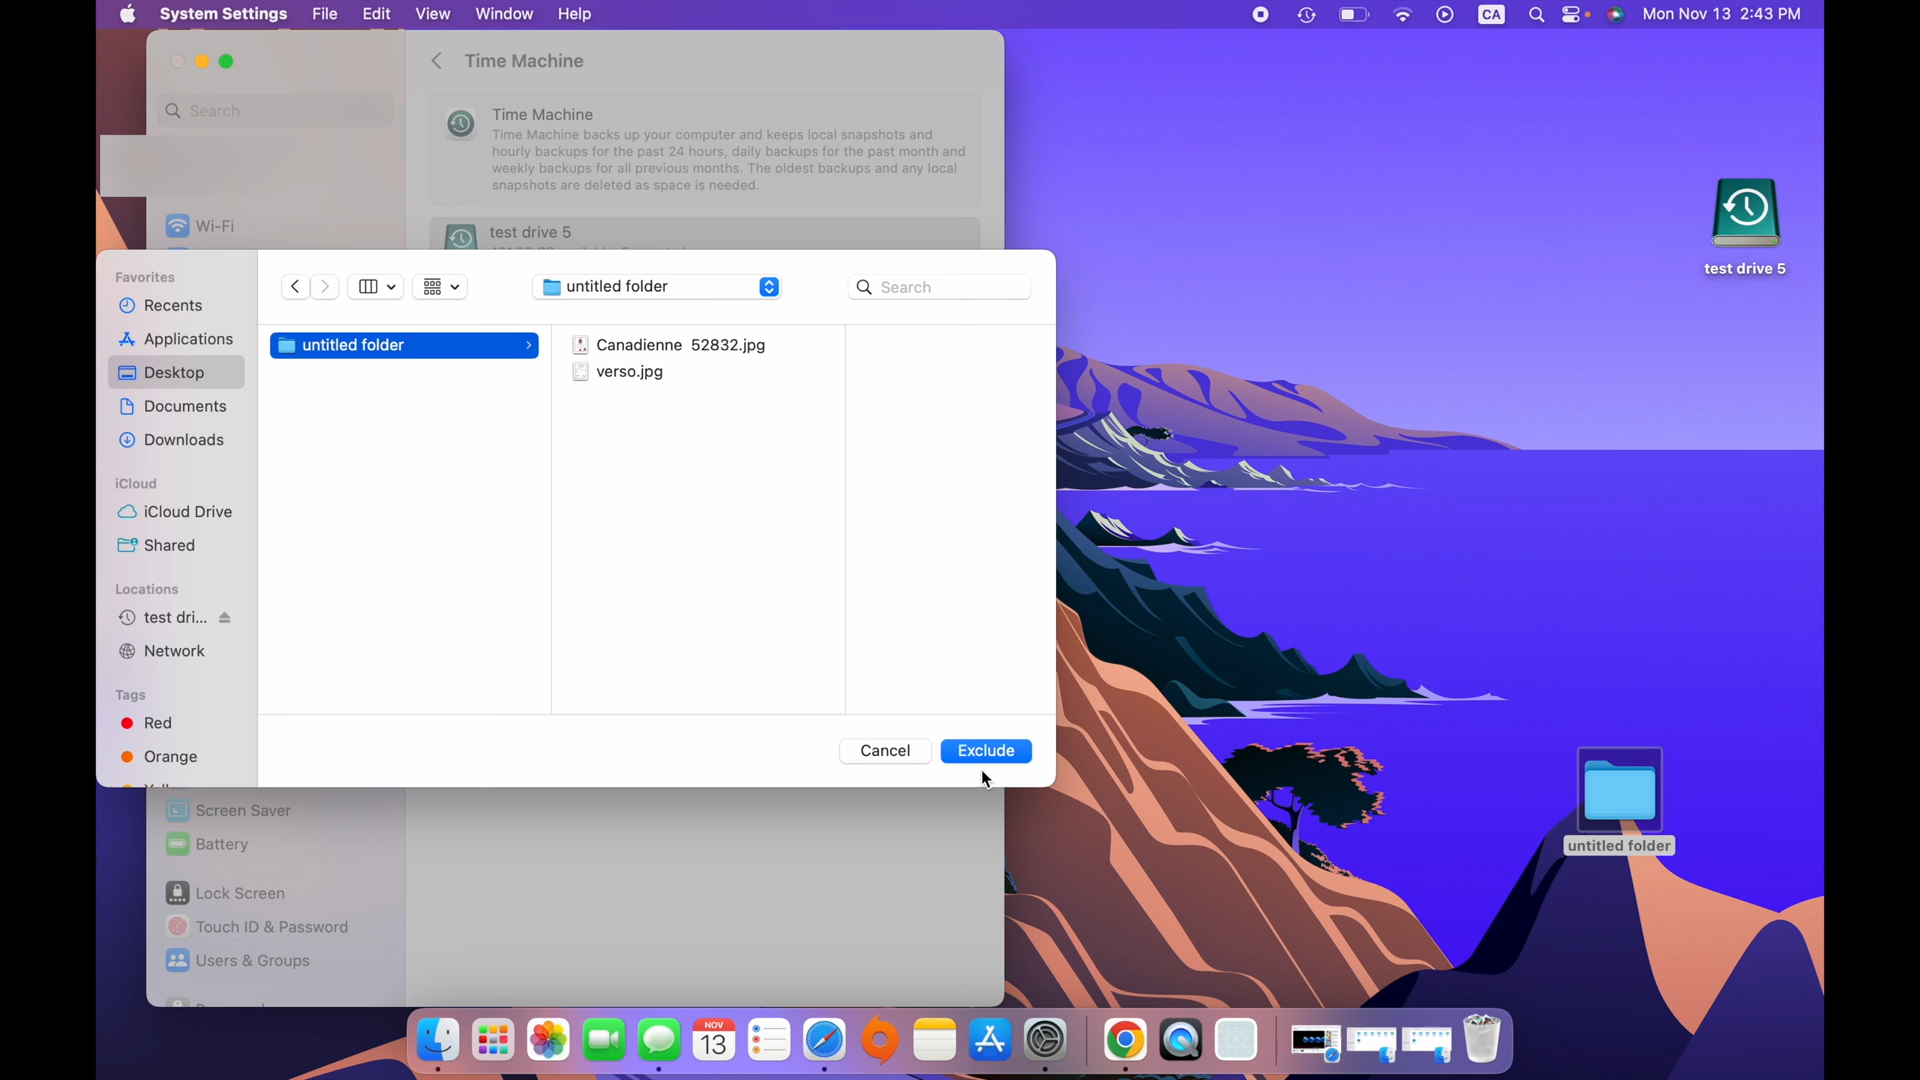 System Settings File Edit View Window Help
CA Mon Nov 13 2:43 PM
Time Machine
Search
Time Machine
Time Machine backs up your computer and keeps local snapshots and
hourly backups for the past 24 hours, daily backups for the past month and
weekly backups for all previous months. The oldest backups and any local
snapshots are deleted as space is needed.
Wi-Fi
test drive 5
test drive 5
Favorites
Recents
Applications
Desktop
Documents
Downloads
iCloud
iCloud Drive
Shared
Locations
test dri...
Network
Tags
Red
Orange
untitled folder
Search
untitled folder
Canadienne 52832.jpg
verso.jpg
Cancel
Exclude
Screen Saver
Battery
Lock Screen
Touch ID & Password
Users & Groups
untitled folder
NOV
13